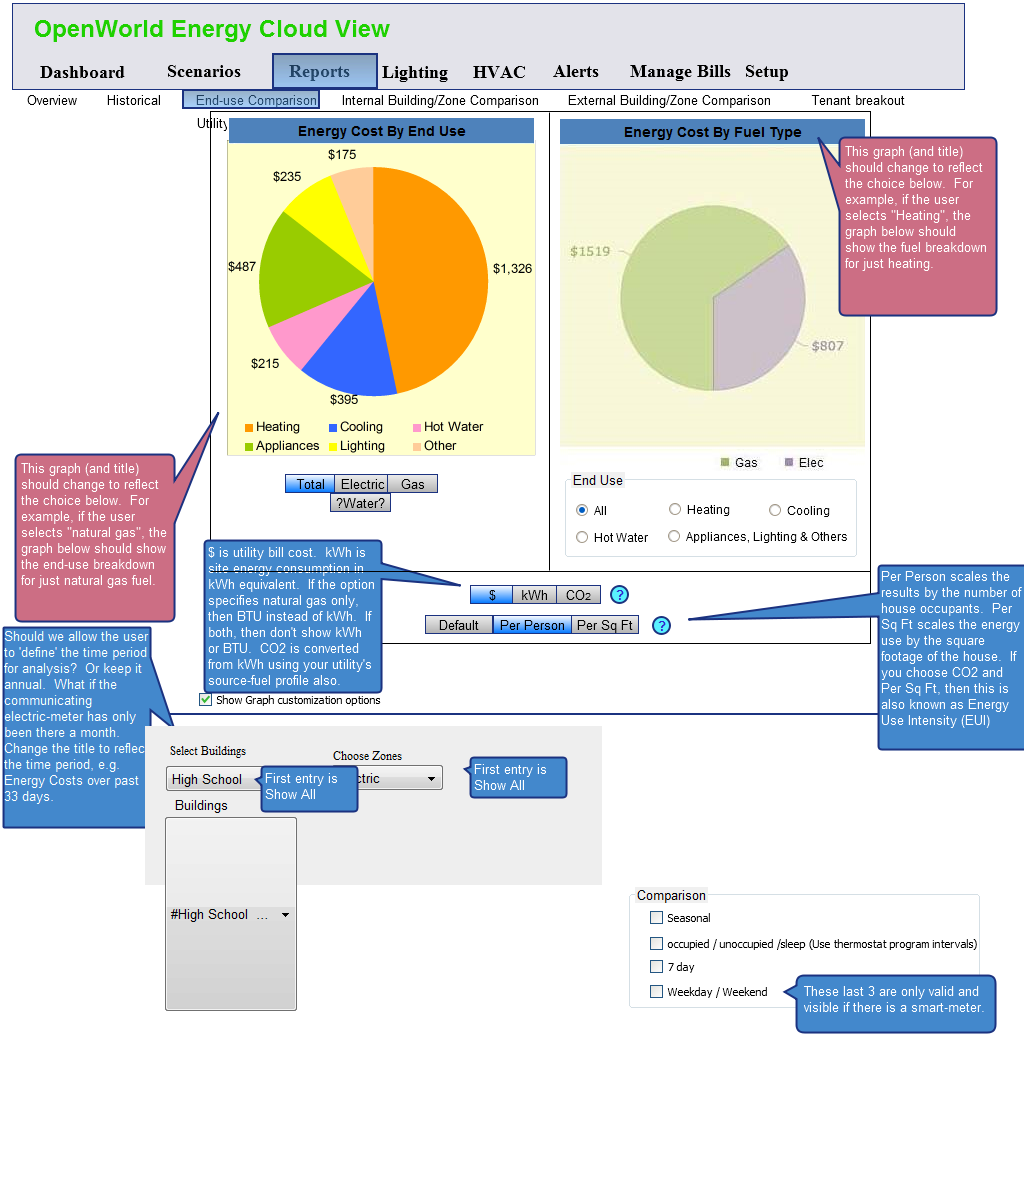 OpenWorld Energy Cloud View
Dashboard Scenarios Reports Lighting HVAC Alerts Manage Bills Setup
Overview Historical End-use Comparison Internal Building/Zone Comparison External Building/Zone Comparison Tenant breakout
Utility
Energy Cost By End Use
$175
$235
$487
$1,326
$215
$395
Heating Cooling Hot Water
Appliances Lighting Other
Total Electric Gas
?Water?
Energy Cost By Fuel Type
$1519
$807
Gas Elec
End Use
All Heating Cooling
Hot Water Appliances, Lighting & Others
This graph (and title)
should change to reflect
the choice below. For
example, if the user
selects "Heating", the
graph below should
show the fuel breakdown
for just heating.
This graph (and title)
should change to reflect
the choice below. For
example, if the user
selects "natural gas", the
graph below should show
the end-use breakdown
for just natural gas fuel.
$ is utility bill cost. kWh is
site energy consumption in
kWh equivalent. If the option
specifies natural gas only,
then BTU instead of kWh. If
both, then don't show kWh
or BTU. CO2 is converted
from kWh using your utility's
source-fuel profile also.
$ kWh CO2 ?
Default Per Person Per Sq Ft ?
Per Person scales the
results by the number of
house occupants. Per
Sq Ft scales the energy
use by the square
footage of the house. If
you choose CO2 and
Per Sq Ft, then this is
also known as Energy
Use Intensity (EUI)
Should we allow the user
to 'define' the time period
for analysis? Or keep it
annual. What if the
communicating
electric-meter has only
been there a month.
Change the title to reflec
the time period, e.g.
Energy Costs over past
33 days.
Show Graph customization options
Select Buildings
Choose Zones
High School
ctric
First entry is
Show All
First entry is
Show All
Buildings
#High School ...
Comparison
Seasonal
occupied / unoccupied /sleep (Use thermostat program intervals)
7 day
Weekday / Weekend
These last 3 are only valid and
visible if there is a smart-meter.